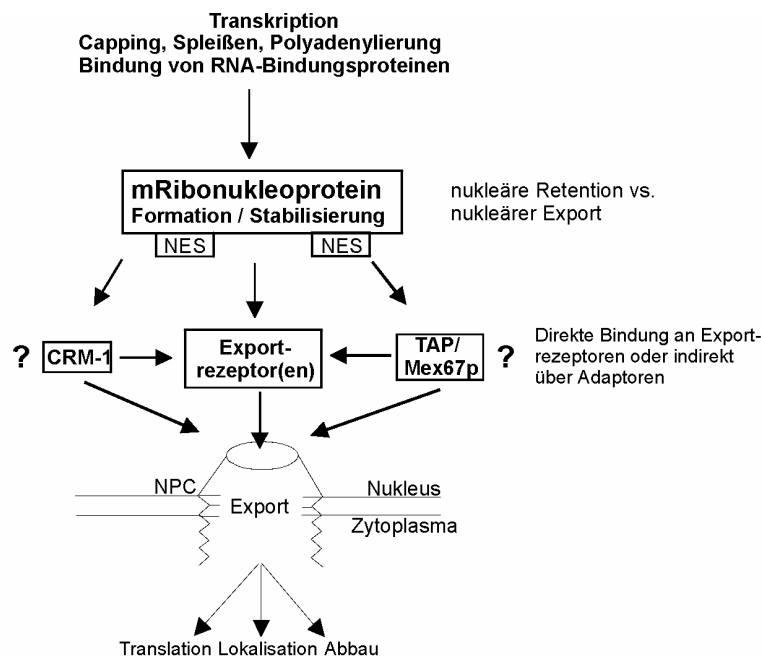 Transkription
Capping, Spleißen, Polyadenylierung
Bindung von RNA-Bindungsproteinen
mRibonukleoprotein
Formation / Stabilisierung
nukleäre Retention vs.
nukleärer Export
NES
NES
?
CRM-1
Export-
rezeptor(en)
TAP/
Mex67p
?
Direkte Bindung an Export-
rezeptoren oder indirekt
über Adaptoren
NPC
Export
Nukleus
Zytoplasma
Translation Lokalisation Abbau